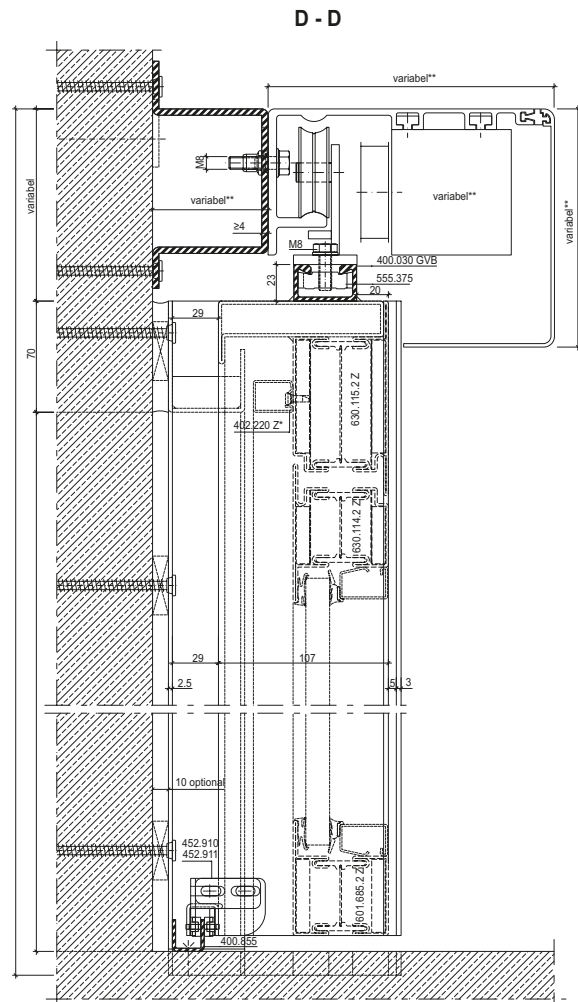 D - D
variabel**
M8
variabel
variabel**
variabel**
variabel**
≥4
M8
400.030 GVB
23
555.375
20
29
70
630.115.2 Z
402.220 Z*
630.114.2 Z
29
107
2.5
5
3
10 optional
452.910
452.911
601.685.2 Z
400.855